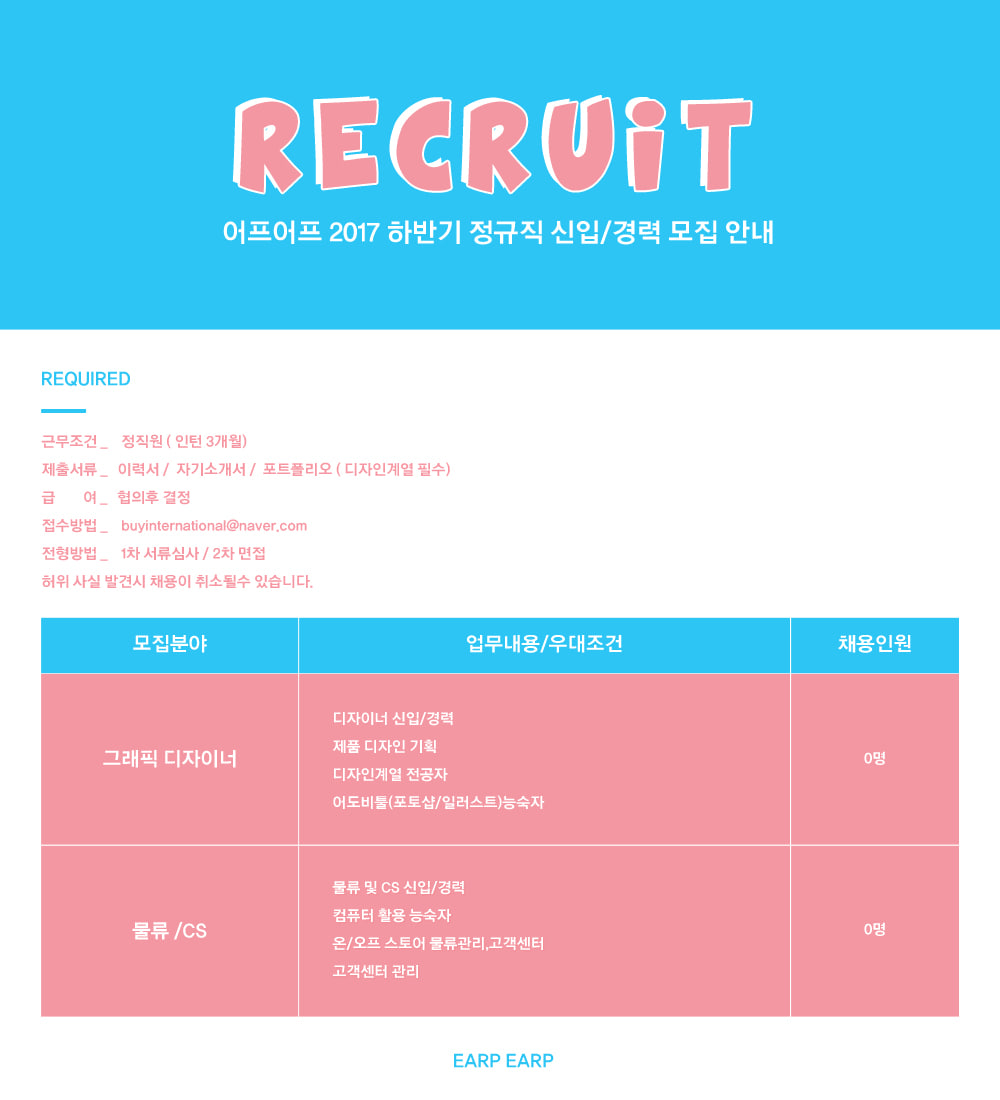 RECRUiT
어프어프 2017 하반기 정규직 신입/경력 모집 안내
REQUIRED
근무조건 _ 정직원 ( 인턴 3개월)
제출서류 _ 이력서 / 자기소개서 / 포트폴리오 ( 디자인계열 필수)
급 여 _ 협의후 결정
접수방법 _ buyinternational@naver.com
전형방법 _ 1차 서류심사 / 2차 면접
허위 사실 발견시 채용이 취소될수 있습니다.
모집분야 업무내용/우대조건 채용인원
그래픽 디자이너
디자이너 신입/경력
제품 디자인 기획
디자인계열 전공자
어도비툴(포토샵/일러스트)능숙자
0명
물류 /CS
물류 및 CS 신입/경력
컴퓨터 활용 능숙자
온/오프 스토어 물류관리,고객센터
고객센터 관리
0명
EARP EARP